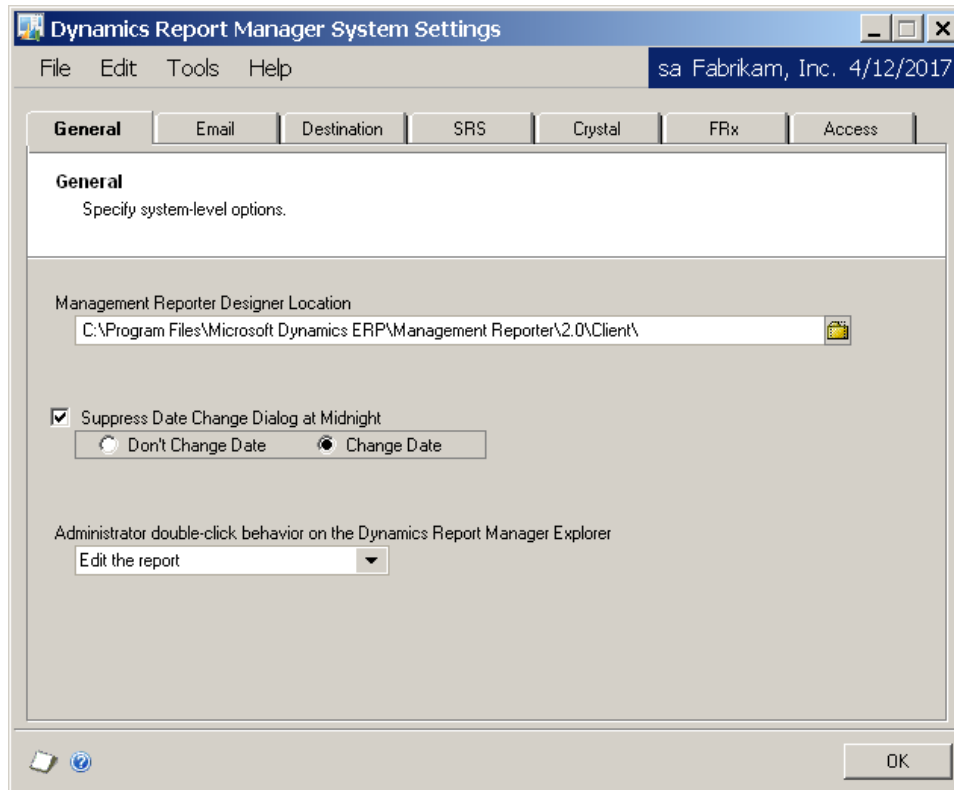 Dynamics Report Manager System Settings
File Edit Tools Help sa Fabrikam, Inc. 4/12/2017
General Email Destination SRS Crystal FRx Access
General
Specify system-level options.
Management Reporter Designer Location
C:\Program Files\Microsoft Dynamics ERP\Management Reporter\2.0\Client\
Suppress Date Change Dialog at Midnight
Don't Change Date Change Date
Administrator double-click behavior on the Dynamics Report Manager Explorer
Edit the report
OK